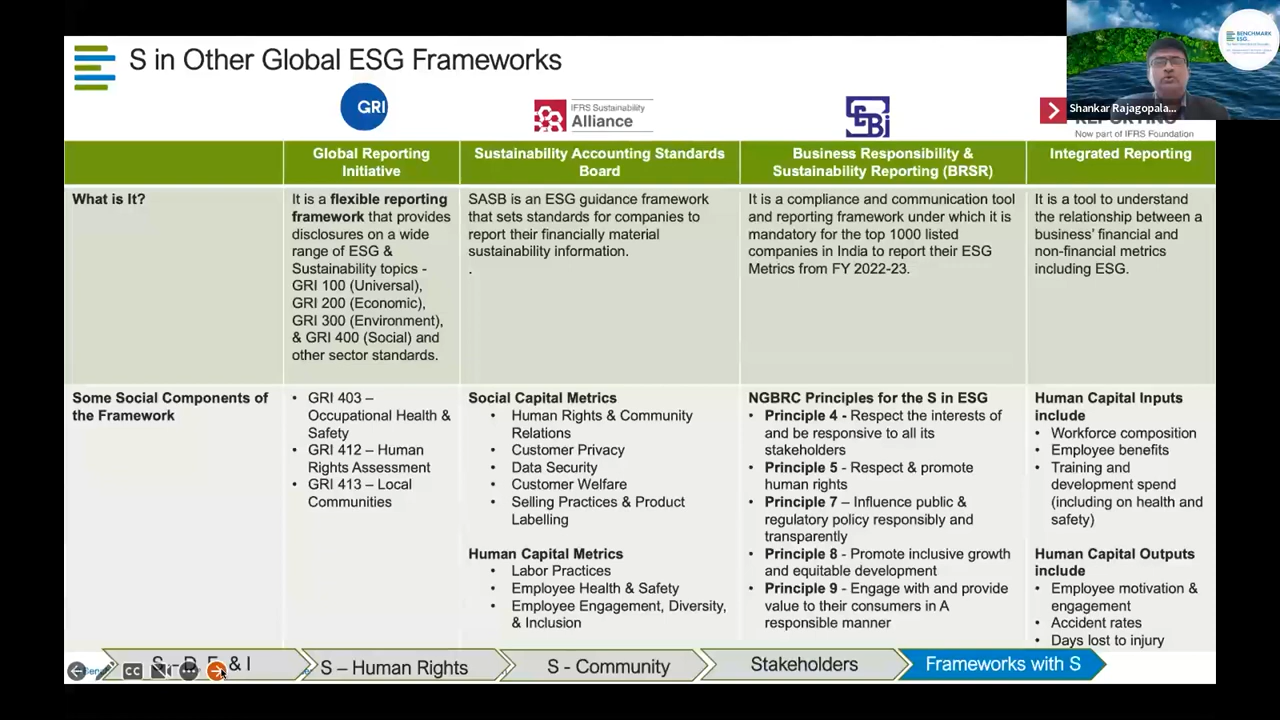 S in Other Global ESG Frameworks
BENCHMARK
ESG
Shankar Rajagopala...
GRI
IFRS Sustainability
Alliance
SEBi
REPORTING
Now part of IFRS Foundation
Global Reporting
Initiative
Sustainability Accounting Standards
Board
Business Responsibility &
Sustainability Reporting (BRSR)
Integrated Reporting
What is It?
It is a flexible reporting
framework that provides
disclosures on a wide
range of ESG &
Sustainability topics -
GRI 100 (Universal),
GRI 200 (Economic),
GRI 300 (Environment),
& GRI 400 (Social) and
other sector standards.
SASB is an ESG guidance framework
that sets standards for companies to
report their financially material
sustainability information.
.
It is a compliance and communication tool
and reporting framework under which it is
mandatory for the top 1000 listed
companies in India to report their ESG
Metrics from FY 2022-23.
It is a tool to understand
the relationship between a
business' financial and
non-financial metrics
including ESG.
Some Social Components of
the Framework
• GRI 403 –
Occupational Health &
Safety
• GRI 412 – Human
Rights Assessment
• GRI 413 – Local
Communities
Social Capital Metrics
• Human Rights & Community
Relations
• Customer Privacy
• Data Security
• Customer Welfare
• Selling Practices & Product
Labelling
Human Capital Metrics
• Labor Practices
• Employee Health & Safety
• Employee Engagement, Diversity,
& Inclusion
NGBRC Principles for the S in ESG
• Principle 4 - Respect the interests of
and be responsive to all its
stakeholders
• Principle 5 - Respect & promote
human rights
• Principle 7 – Influence public &
regulatory policy responsibly and
transparently
• Principle 8 - Promote inclusive growth
and equitable development
• Principle 9 - Engage with and provide
value to their consumers in A
responsible manner
Human Capital Inputs
include
• Workforce composition
• Employee benefits
• Training and
development spend
(including on health and
safety)
Human Capital Outputs
include
• Employee motivation &
engagement
• Accident rates
• Days lost to injury
CC
S - D, E, & I
S – Human Rights
S - Community
Stakeholders
Frameworks with S